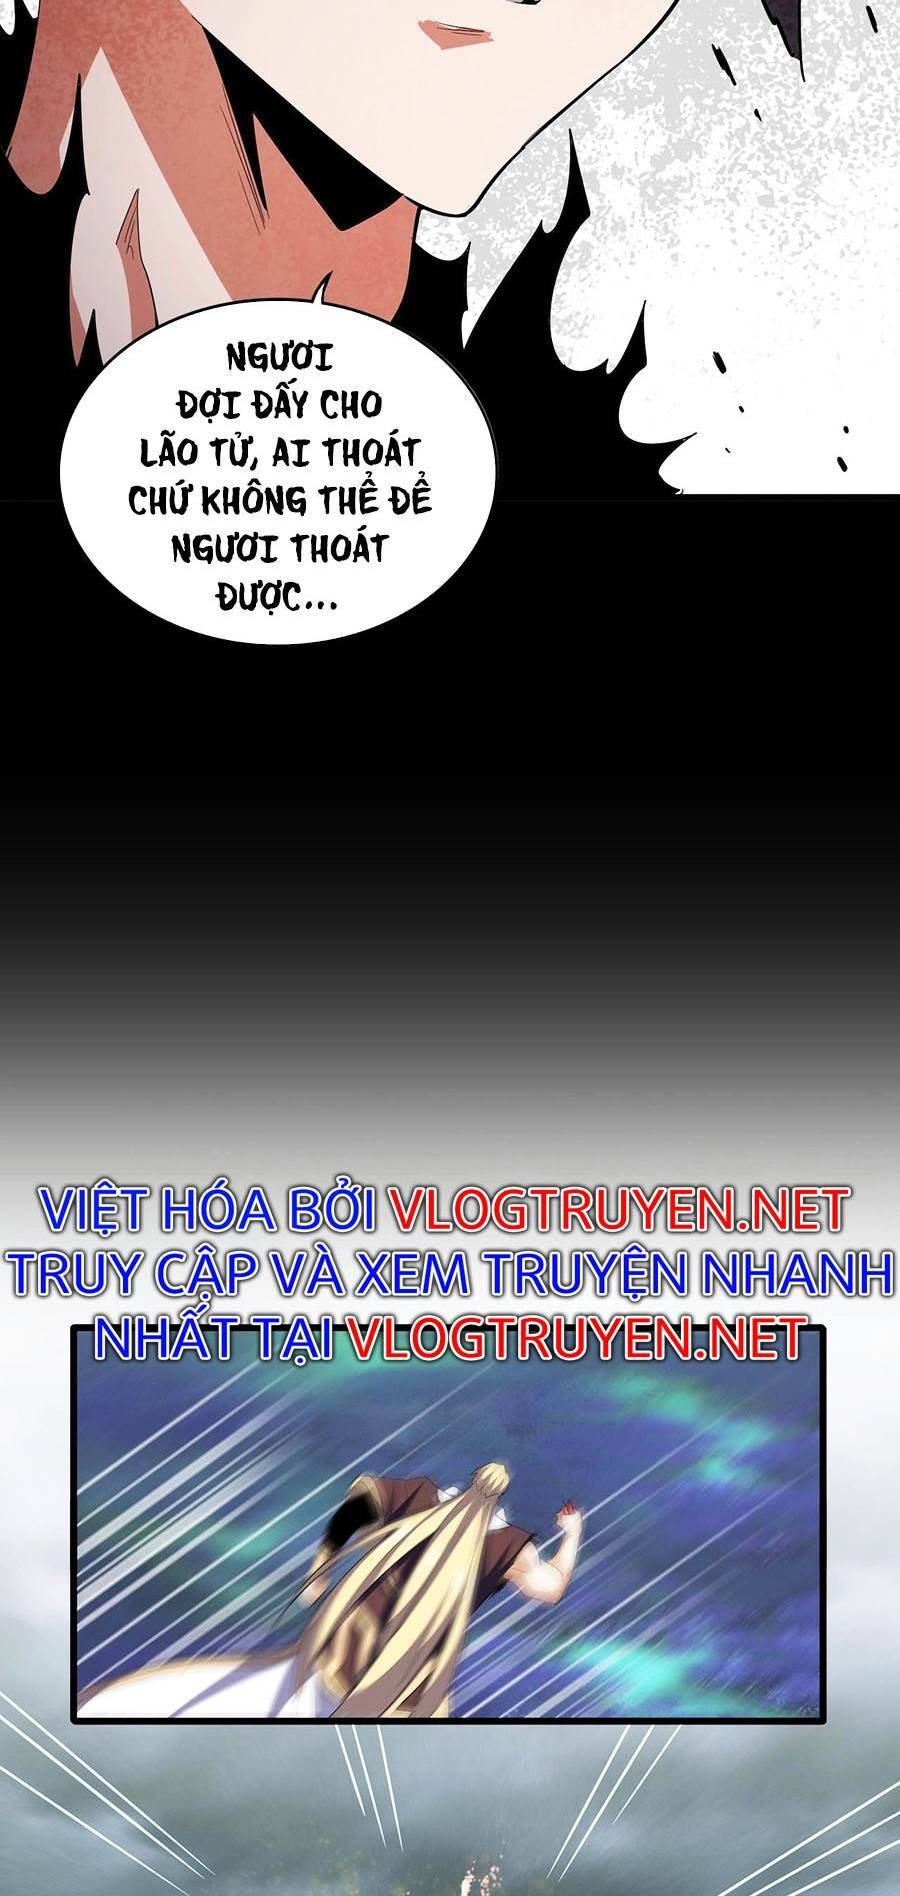 NGƯƠI
ĐỢI ĐẤY CHO
LÃO TỬ, AI THOÁT
CHỨ KHÔNG THỂ ĐỂ
NGƯƠI THOÁT
ĐƯỢC...
VIỆT HÓA BỞI VLOGTRUYEN.NET
TRUY CẬP VÀ XEM TRUYỆN NHANH
NHẤT TẠI VLOGTRUYEN.NET